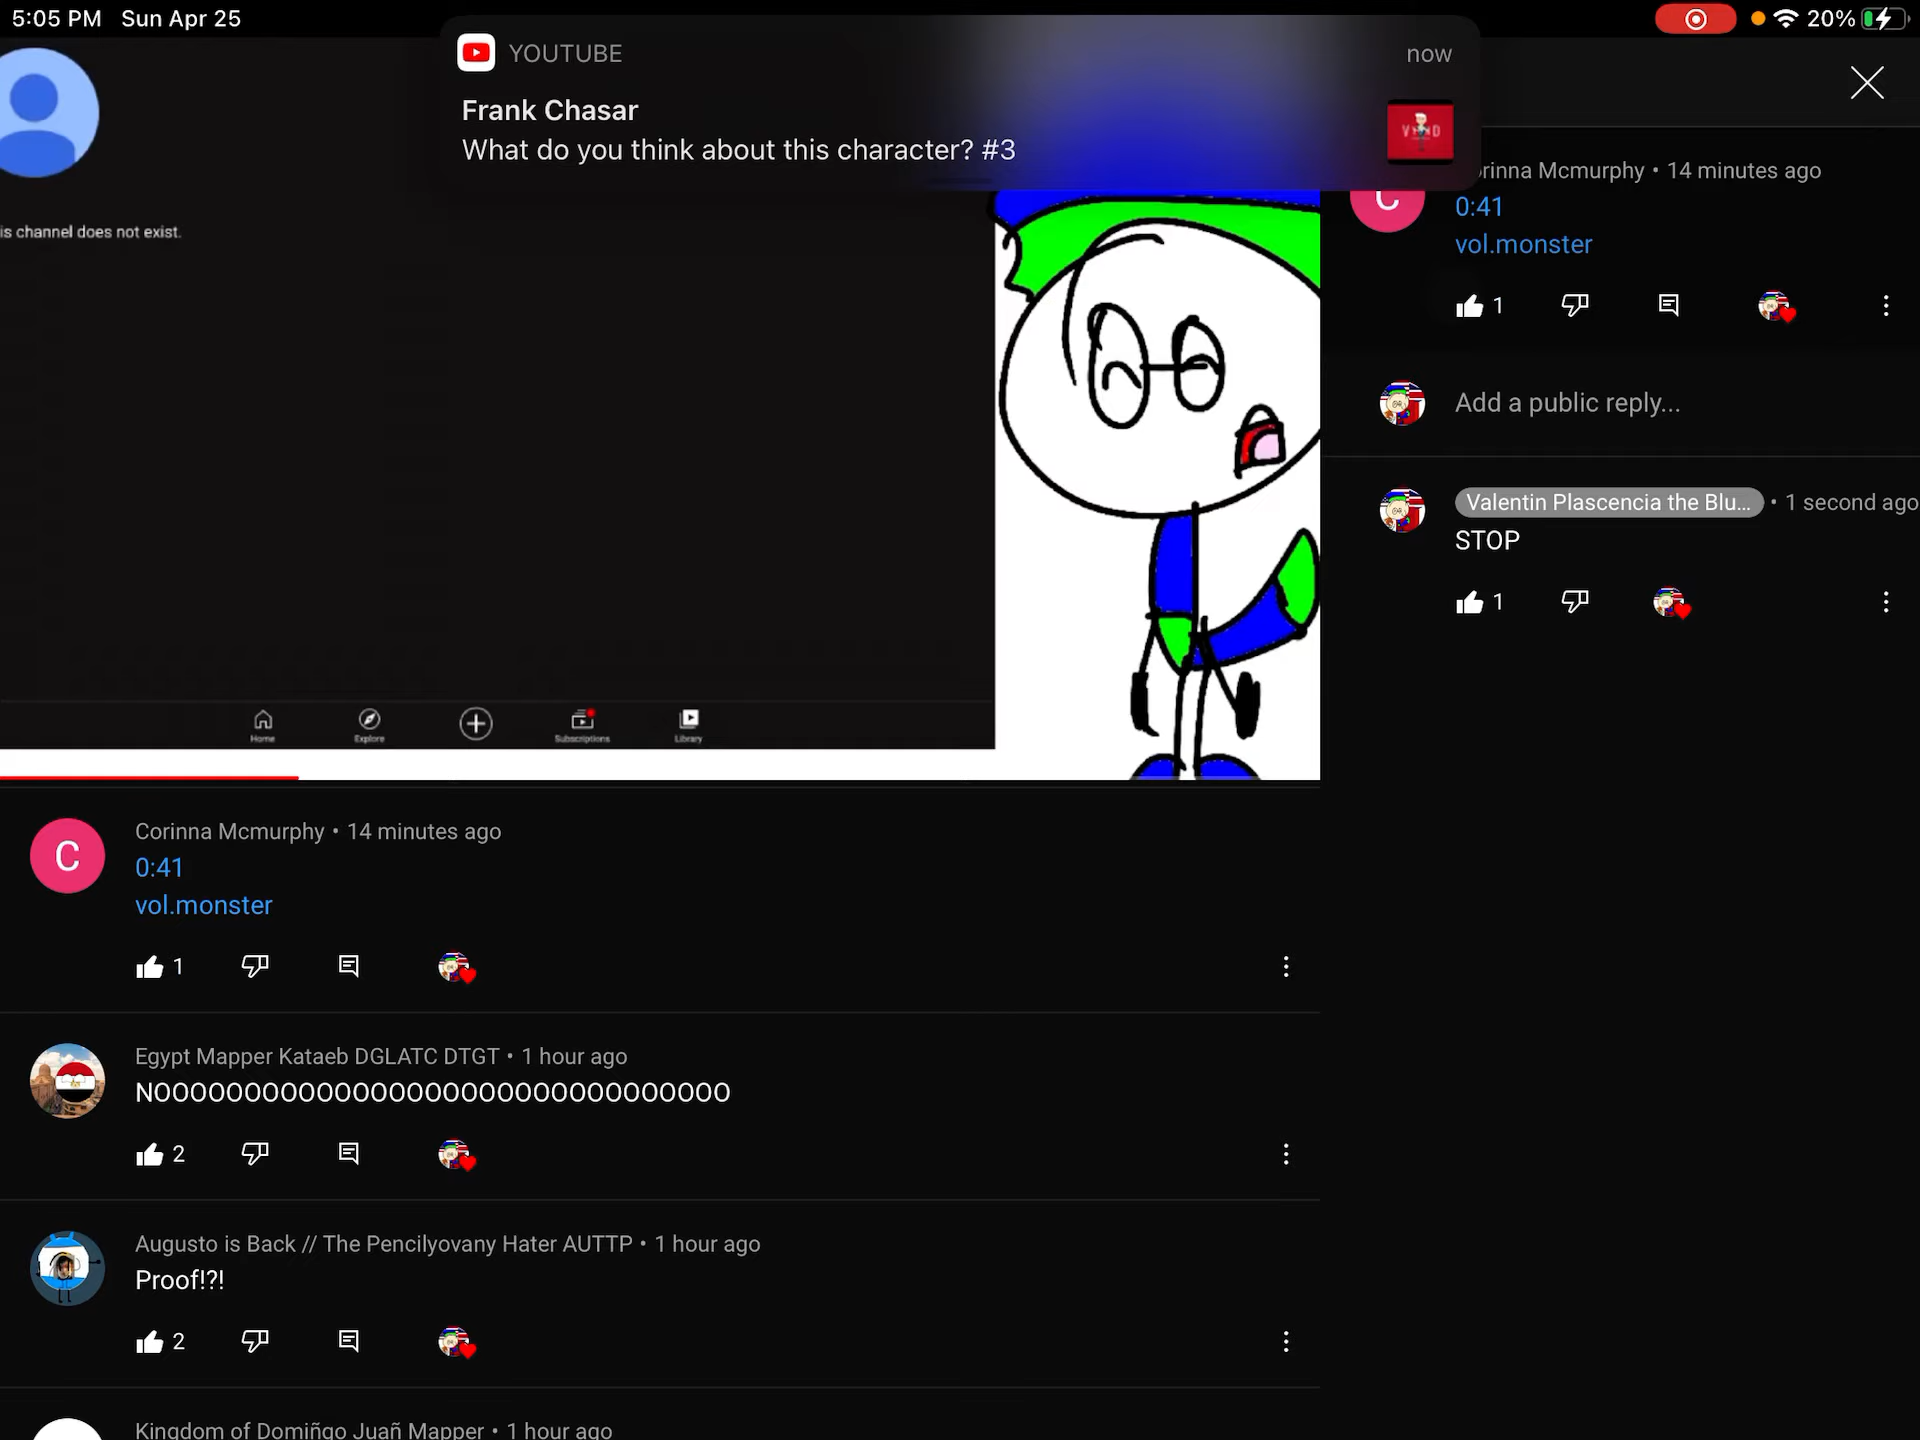 5:05 PM Sun Apr 25
20%
YOUTUBE
now
Frank Chasar
What do you think about this character? #3
VYOND
is channel does not exist.
Home
Explore
Subscriptions
Library
rinna Mcmurphy • 14 minutes ago
0:41
vol.monster
1
Add a public reply...
Valentin Plascencia the Blu... • 1 second ago
STOP
1
C
Corinna Mcmurphy • 14 minutes ago
0:41
vol.monster
1
Egypt Mapper Kataeb DGLATC DTGT • 1 hour ago
NOOOOOOOOOOOOOOOOOOOOOOOOOOOOOOOO
2
Augusto is Back // The Pencilyovany Hater AUTTP • 1 hour ago
Proof!?!
2
Kingdom of Domiñgo Juañ Mapper • 1 hour ago